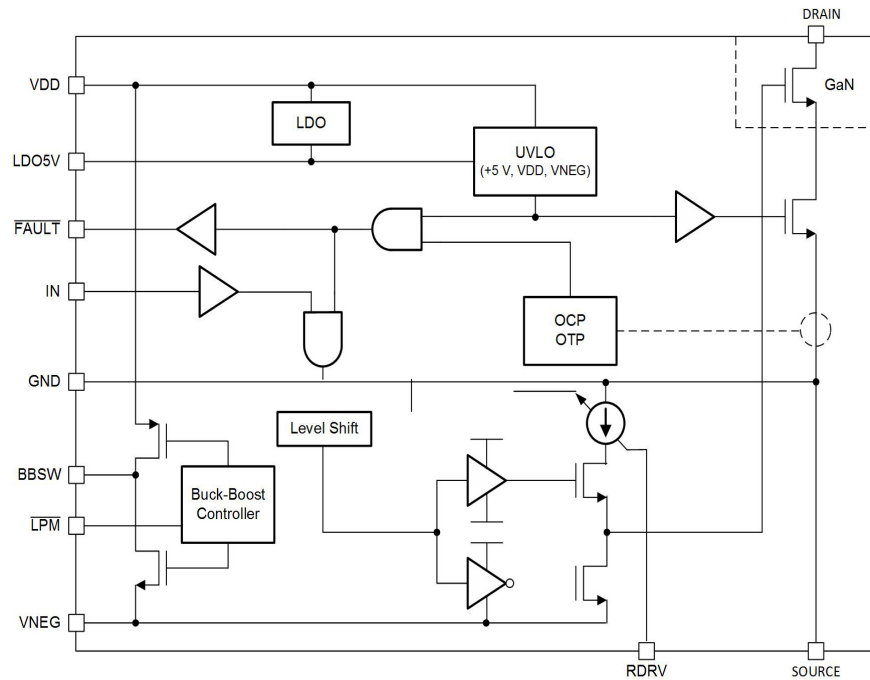 DRAIN
VDD
GaN
LDO
LDO5V
UVLO
(+5 V, VDD, VNEG)
FAULT
IN
OCP
OTP
GND
Level Shift
BBSW
Buck-Boost
Controller
LPM
VNEG
RDRV
SOURCE